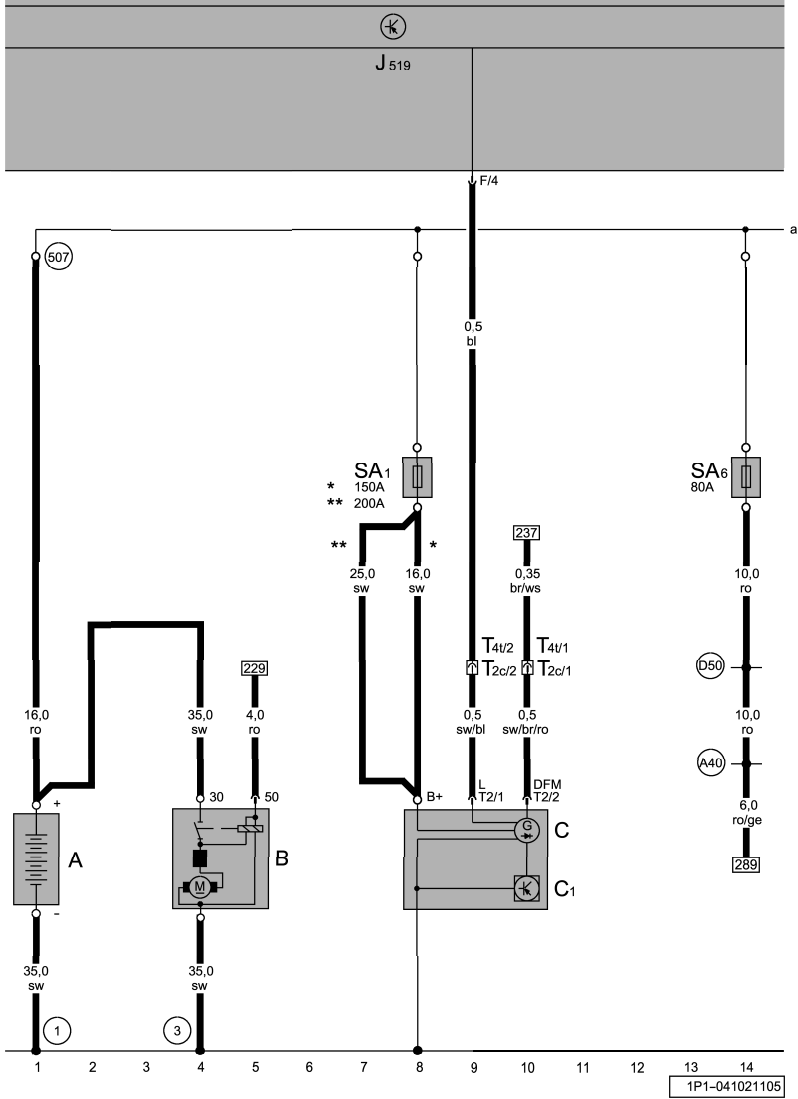 J 519
F/4
a
507
0,5
bl
SA1
* 150A
** 200A
SA6
80A
** *
237
25,0
sw
16,0
sw
0,35
br/ws
10,0
ro
T4t/2
T2c/2
T4t/1
T2c/1
D50
229
16,0
ro
35,0
sw
4,0
ro
0,5
sw/bl
0,5
sw/br/ro
10,0
ro
A40
+
30
50
B+
L
T2/1
DFM
T2/2
6,0
ro/ge
G
C
A
B
289
M
C1
−
35,0
sw
35,0
sw
1
3
1 2 3 4 5 6 7 8 9 10 11 12 13 14
1P1–041021105